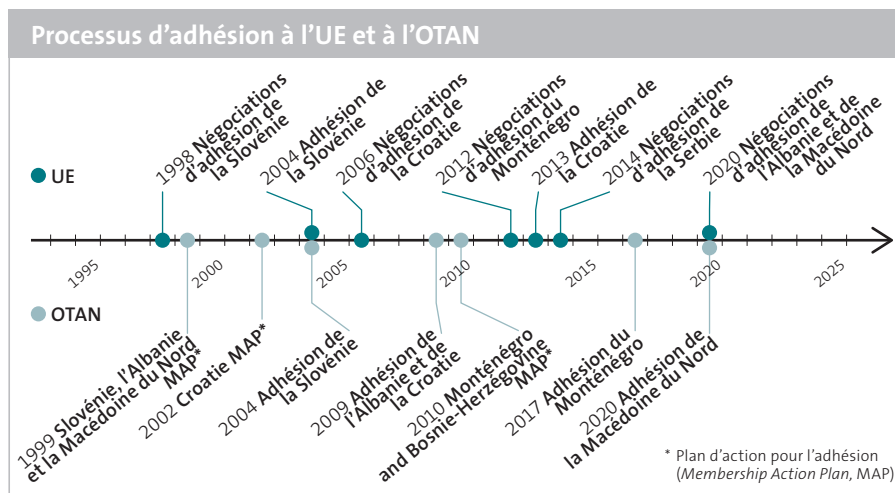 Processus d’adhésion à l’UE et à l’OTAN
1998 Négociations
d’adhésion de
la Slovénie
2004 Adhésion de
la Slovénie
2006 Négociations
d’adhésion de
la Croatie
2012 Négociations
d’adhésion du
Monténégro
2013 Adhésion de
la Croatie
2014 Négociations
d’adhésion de
la Serbie
2020 Négociations
d’adhésion de
l’Albanie et de
la Macédoine
du Nord
UE
1995
2000
2005
2010
2015
2020
2025
OTAN
1999 Slovénie, l’Albanie
et la Macédoine du Nord
MAP*
2002 Croatie MAP*
2004 Adhésion de
la Slovénie
2009 Adhésion de
l’Albanie et de
la Croatie
2010 Monténégro
and Bosnie-Herzégovine
MAP*
2017 Adhésion du
Monténégro
2020 Adhésion de
la Macédoine du Nord
* Plan d’action pour l’adhésion
(Membership Action Plan, MAP)